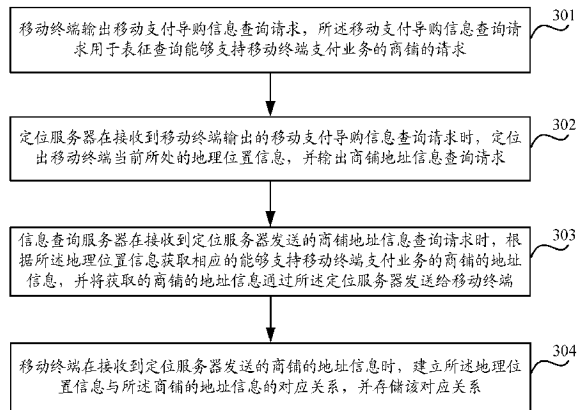 移动终端输出移动支付导购信息查询请求，所述移动支付导购信息查询请
求用于表征查询能够支持移动终端支付业务的商铺的请求
301
定位服务器在接收到移动终端输出的移动支付导购信息查询请求时，定位
出移动终端当前所处的地理位置信息，并输出商铺地址信息查询请求
302
信息查询服务器在接收到定位服务器发送的商铺地址信息查询请求时，根
据所述地理位置信息获取相应的能够支持移动终端支付业务的商铺的地址
信息，并将获取的商铺的地址信息通过所述定位服务器发送给移动终端
303
移动终端在接收到定位服务器发送的商铺的地址信息时，建立所述地理位
置信息与所述商铺的地址信息的对应关系，并存储该对应关系
304